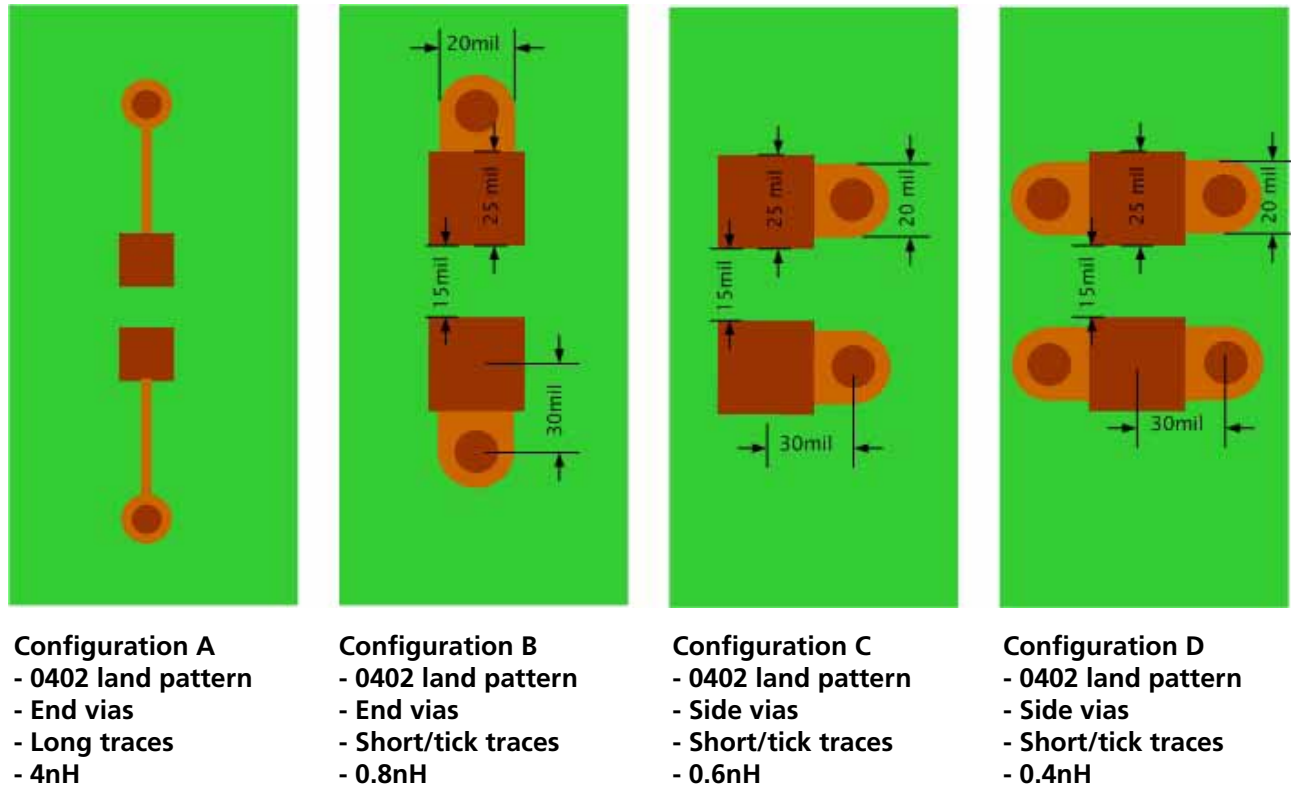 20mil
25 mil
15mil
30mil
25 mil
20 mil
15mil
30mil
25 mil
20 mil
15mil
30mil
Configuration A
- 0402 land pattern
- End vias
- Long traces
- 4nH
Configuration B
- 0402 land pattern
- End vias
- Short/tick traces
- 0.8nH
Configuration C
- 0402 land pattern
- Side vias
- Short/tick traces
- 0.6nH
Configuration D
- 0402 land pattern
- Side vias
- Short/tick traces
- 0.4nH